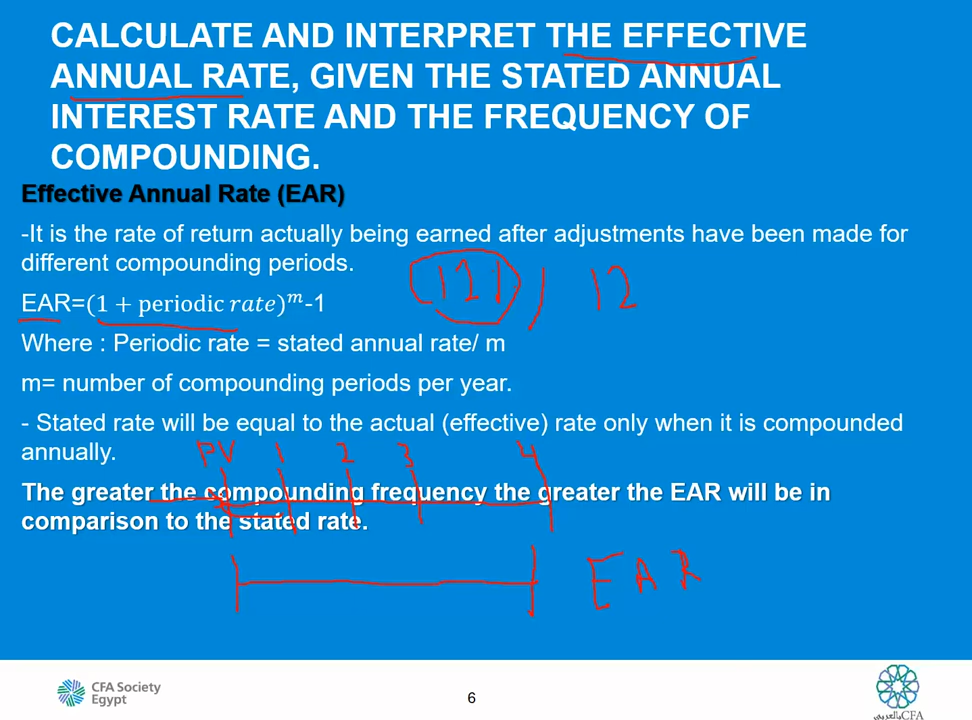 CALCULATE AND INTERPRET THE EFFECTIVE
ANNUAL RATE, GIVEN THE STATED ANNUAL
INTEREST RATE AND THE FREQUENCY OF
COMPOUNDING.
Effective Annual Rate (EAR)
-It is the rate of return actually being earned after adjustments have been made for
different compounding periods.
EAR=(1 + periodic rate)^m-1
/ 12
Where : Periodic rate = stated annual rate/ m
m= number of compounding periods per year.
- Stated rate will be equal to the actual (effective) rate only when it is compounded
annually.
PV 1 2 3 4
The greater the compounding frequency the greater the EAR will be in
comparison to the stated rate.
EAR
CFA Society
Egypt
6
بالعربي CFA